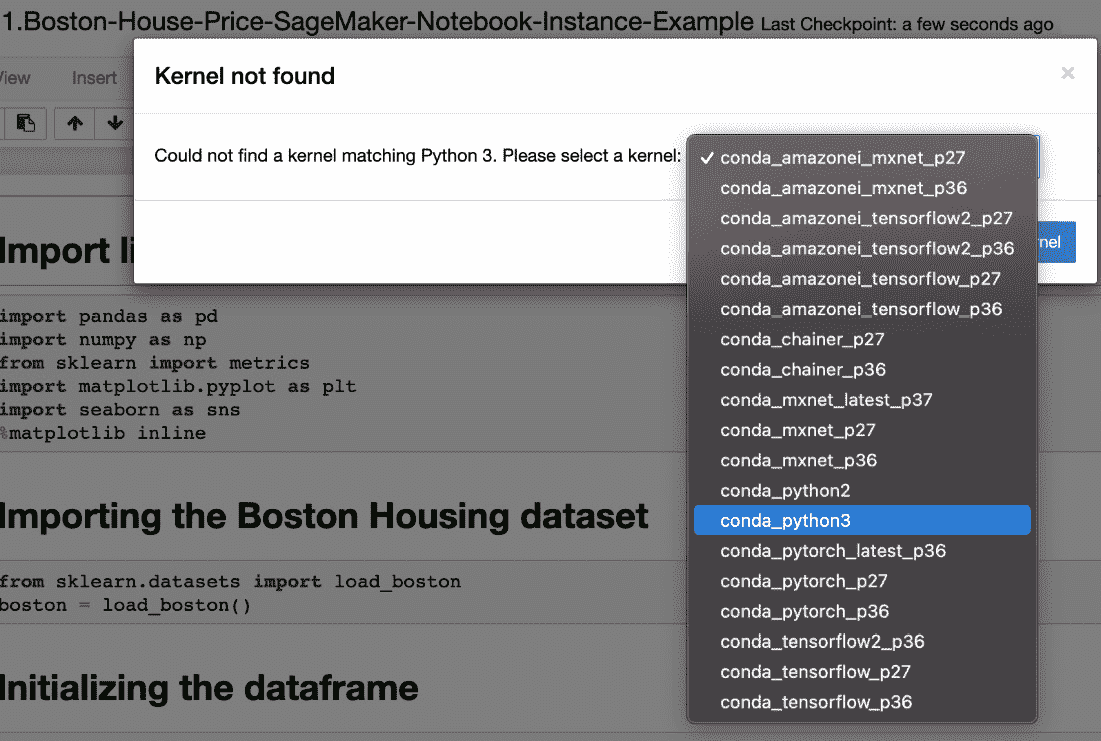 1.Boston-House-Price-SageMaker-Notebook-Instance-Example Last Checkpoint: a few seconds ago
View Insert
Kernel not found
×
Could not find a kernel matching Python 3. Please select a kernel:
✓ conda_amazonei_mxnet_p27
conda_amazonei_mxnet_p36
conda_amazonei_tensorflow2_p27
conda_amazonei_tensorflow2_p36
conda_amazonei_tensorflow_p27
conda_amazonei_tensorflow_p36
conda_chainer_p27
conda_chainer_p36
conda_mxnet_latest_p37
conda_mxnet_p27
conda_mxnet_p36
conda_python2
conda_python3
conda_pytorch_latest_p36
conda_pytorch_p27
conda_pytorch_p36
conda_tensorflow2_p36
conda_tensorflow_p27
conda_tensorflow_p36
nel
Import li
import pandas as pd
import numpy as np
from sklearn import metrics
import matplotlib.pyplot as plt
import seaborn as sns
%matplotlib inline
Importing the Boston Housing dataset
from sklearn.datasets import load_boston
boston = load_boston()
Initializing the dataframe